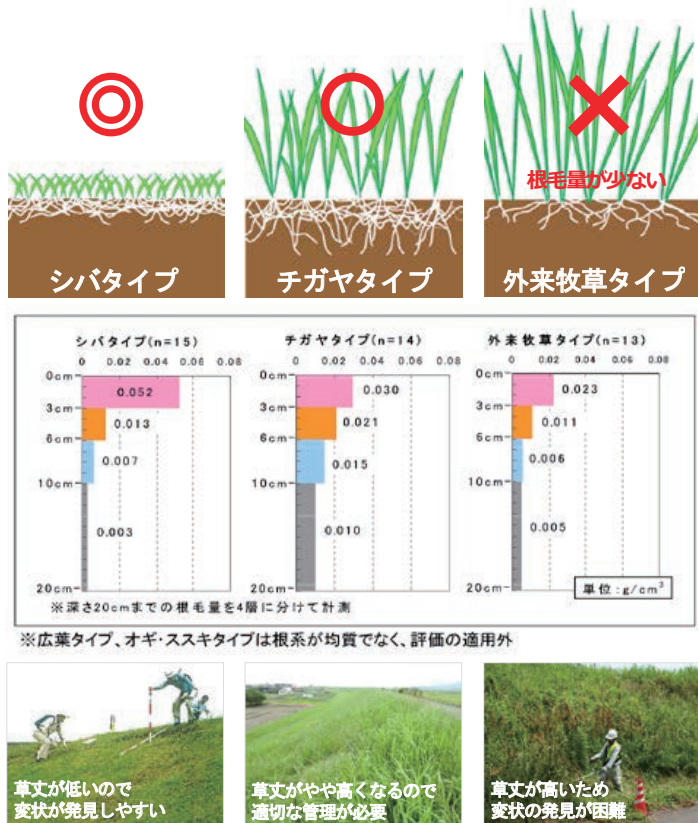 根毛量が少ない
シバタイプ
チガヤタイプ
外来牧草タイプ
シバタイプ(n=15)
0 0.02 0.04 0.06 0.08
0cm
3cm
6cm
10cm
20cm
0.052
0.013
0.007
0.003
チガヤタイプ(n=14)
0 0.02 0.04 0.06 0.08
0cm
3cm
6cm
10cm
20cm
0.030
0.021
0.015
0.010
外来牧草タイプ(n=13)
0 0.02 0.04 0.06 0.08
0cm
3cm
6cm
10cm
20cm
0.023
0.011
0.006
0.005
単位:g/cm³
※深さ20cmまでの根毛量を4層に分けて計測
※広葉タイプ、オギ・ススキタイプは根系が均質でなく、評価の適用外
草丈が低いので
変状が発見しやすい
草丈がやや高くなるので
適切な管理が必要
草丈が高いため
変状の発見が困難